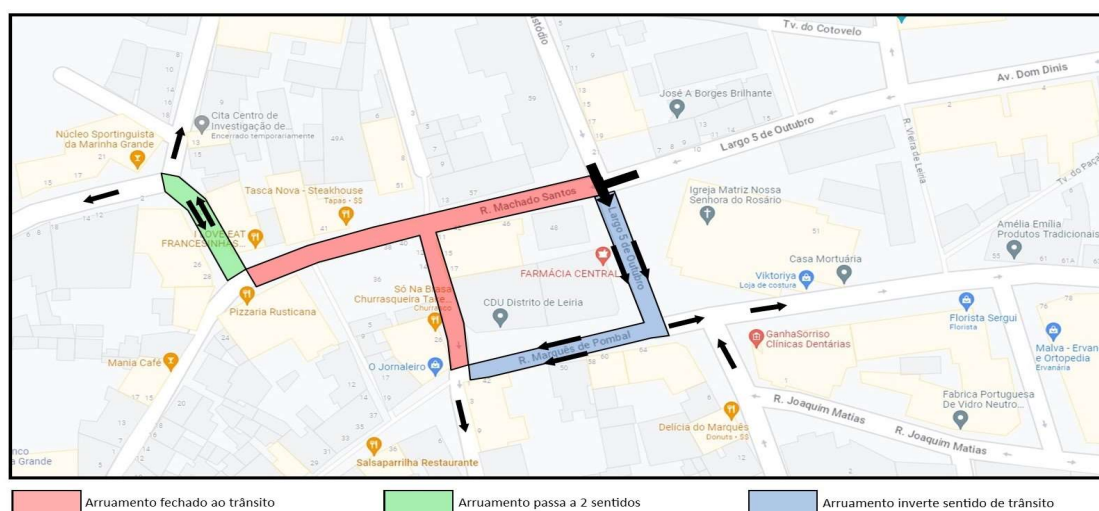 Tv. do Cotovelo
Av. Dom Dinis
José A Borges Brilhante
Largo 5 de Outubro
R. Vieira de Leiria
Cita Centro de
Investigação de...
Encerrado temporariamente
Núcleo Sportinguista
da Marinha Grande
Tasca Nova - Steakhouse
Tapas - $$
R. Machado Santos
Igreja Matriz Nossa
Senhora do Rosário
Largo 5 de Outubro
Amélia Emília
Produtos Tradicionais
I LOVE EAT
FRANCESINHAS...
FARMÁCIA CENTRAL
Casa Mortuária
Viktoriya
Loja de costura
Pizzaria Rusticana
Só Na Brasa
Churrasqueira Take...
Churrasco
CDU Distrito de Leiria
Florista Sergui
Florista
GanhaSorriso
Clínicas Dentárias
Malva - Ervan
e Ortopedia
Ervanária
R. Marquês de Pombal
Mania Café
O Jornaleiro
Fabrica Portuguesa
De Vidro Neutro...
R. Joaquim Matias
R. Joaquim Matias
Delícia do Marquês
Donuts - $$
Salsaparrilha Restaurante
nco
a Grande
Arruamento fechado ao trânsito
Arruamento passa a 2 sentidos
Arruamento inverte sentido de trânsito